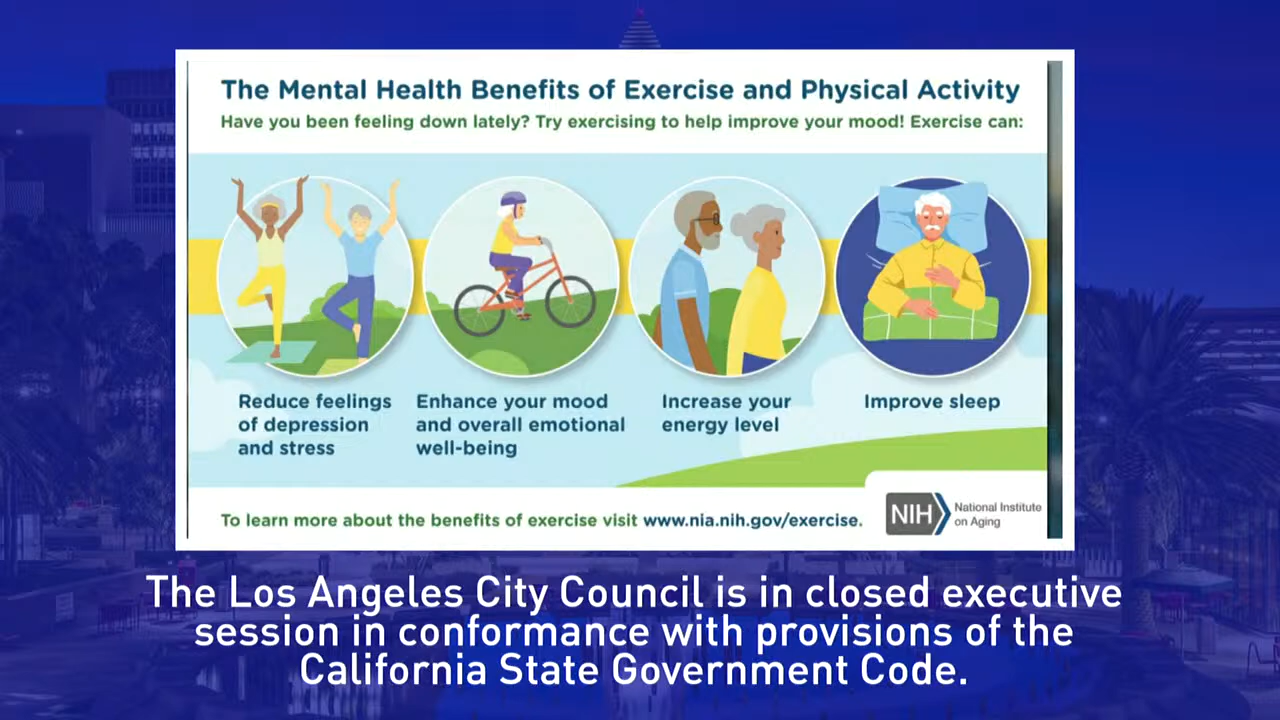 The Mental Health Benefits of Exercise and Physical Activity
Have you been feeling down lately? Try exercising to help improve your mood! Exercise can:
Reduce feelings
of depression
and stress
Enhance your mood
and overall emotional
well-being
Increase your
energy level
Improve sleep
To learn more about the benefits of exercise visit www.nia.nih.gov/exercise.
NIH
National Institute
on Aging
The Los Angeles City Council is in closed executive
session in conformance with provisions of the
California State Government Code.